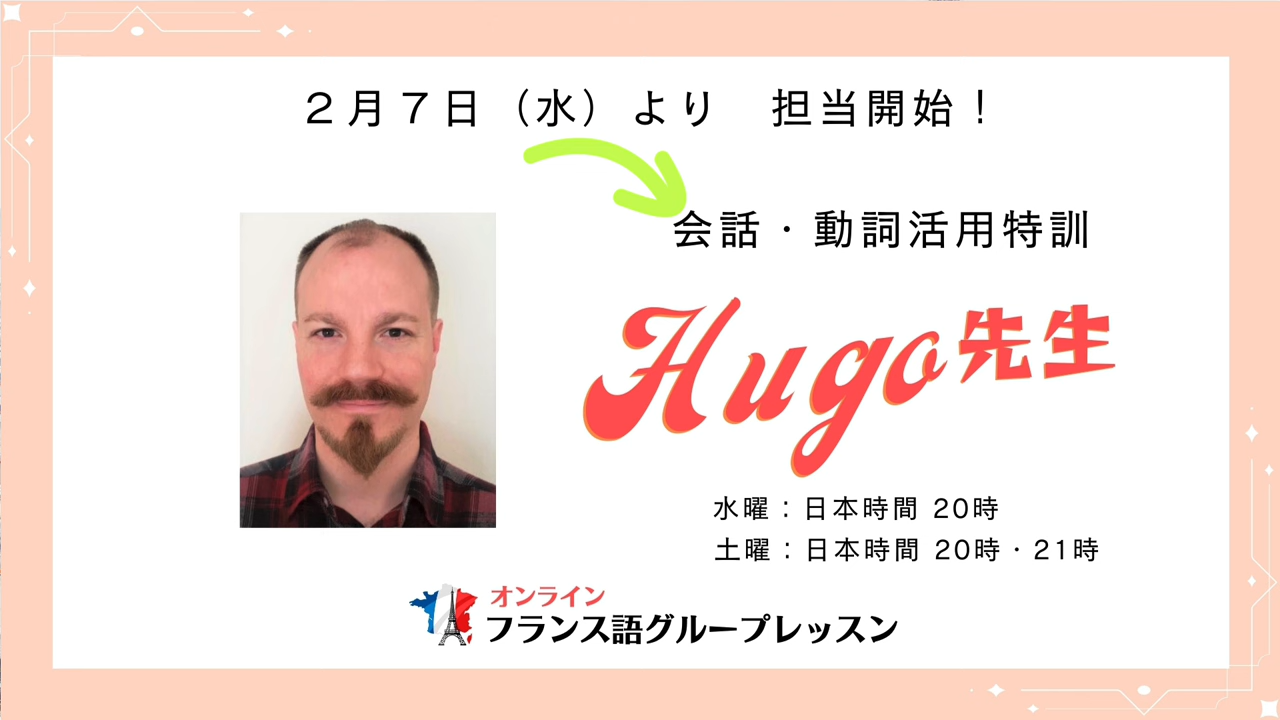 ２月７日（水）より　担当開始！
会話・動詞活用特訓
Hugo先生
水曜：日本時間 20時
土曜：日本時間 20時・21時
オンライン
フランス語グループレッスン